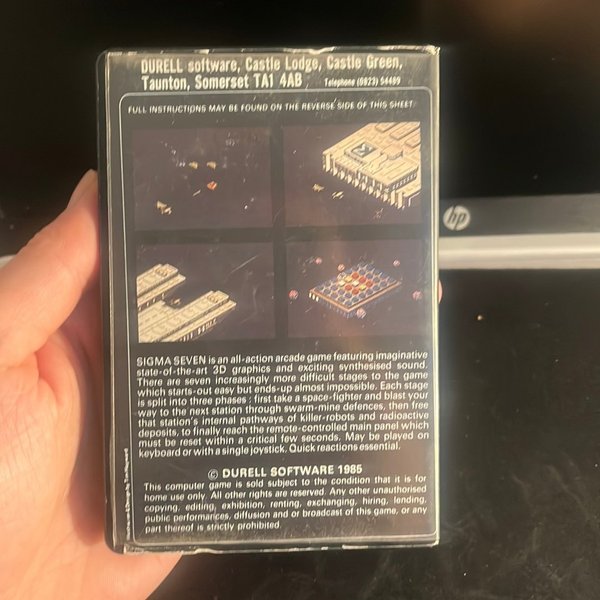 DURELL software, Castle Lodge, Castle Green,
Taunton, Somerset TA1 4AB Telephone (0823) 54489
FULL INSTRUCTIONS MAY BE FOUND ON THE REVERSE SIDE OF THIS SHEET
hp
SIGMA SEVEN is an all-action arcade game featuring imaginative
state-of-the-art 3D graphics and exciting synthesised sound.
There are seven increasingly more difficult stages to the game
which starts-out easy but ends-up almost impossible. Each stage
is split into three phases : first take a space-fighter and blast your
way to the next station through swarm-mine defences, then free
that station's internal pathways of killer-robots and radioactive
deposits, to finally reach the remote-controlled main panel which
must be reset within a critical few seconds. May be played on
keyboard or with a single joystick. Quick reactions essential.
© DURELL SOFTWARE 1985
This computer game is sold subject to the condition that it is for
home use only. All other rights are reserved. Any other unauthorised
copying, editing, exhibition, renting, exchanging, hiring, lending,
public performances, diffusion and or broadcast of this game, or any
part thereof is strictly prohibited.